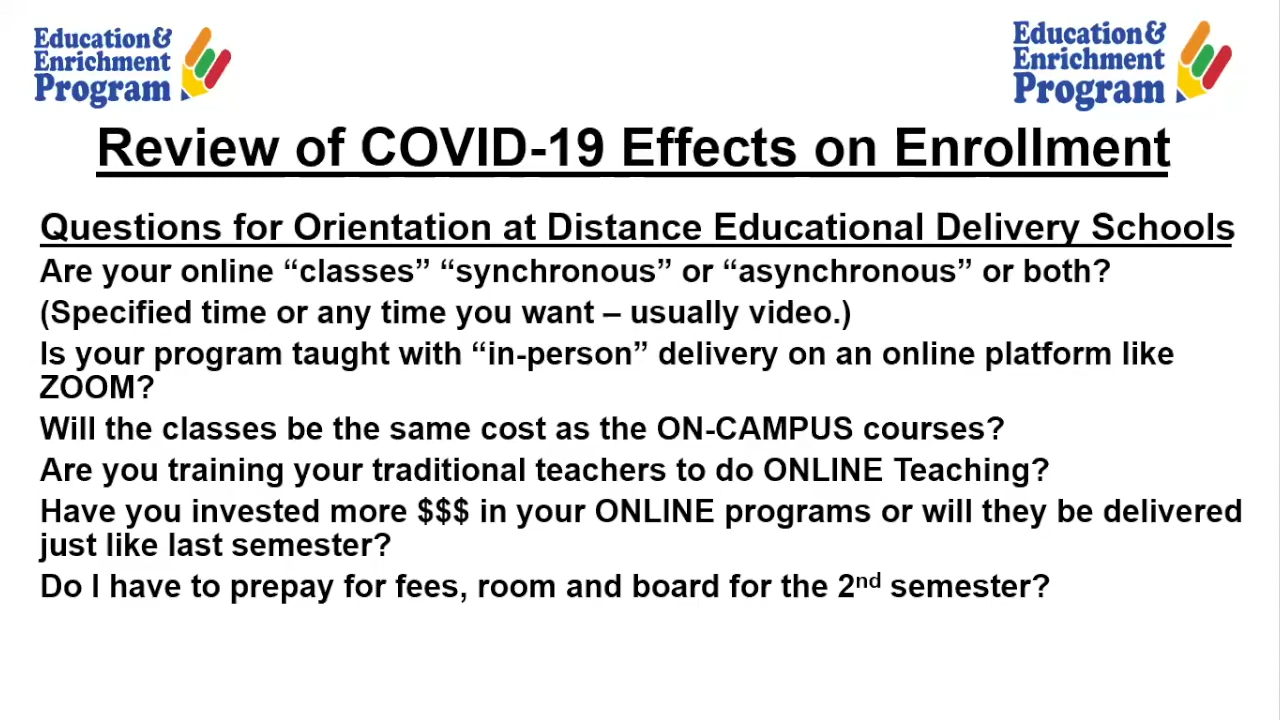 Education&
Enrichment
Program
Education&
Enrichment
Program
Review of COVID-19 Effects on Enrollment
Questions for Orientation at Distance Educational Delivery Schools
Are your online “classes” “synchronous” or “asynchronous” or both?
(Specified time or any time you want – usually video.)
Is your program taught with “in-person” delivery on an online platform like
ZOOM?
Will the classes be the same cost as the ON-CAMPUS courses?
Are you training your traditional teachers to do ONLINE Teaching?
Have you invested more $$$ in your ONLINE programs or will they be delivered
just like last semester?
Do I have to prepay for fees, room and board for the 2nd semester?